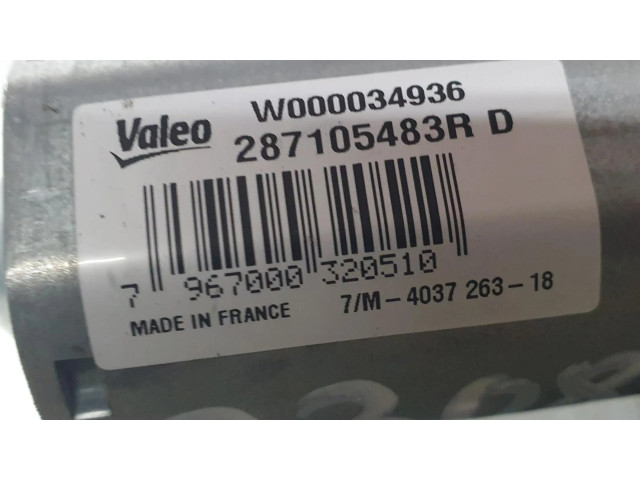 Valeo
W000034936
287105483R D
7 967000 320510
MADE IN FRANCE
7/M-4037 263-18